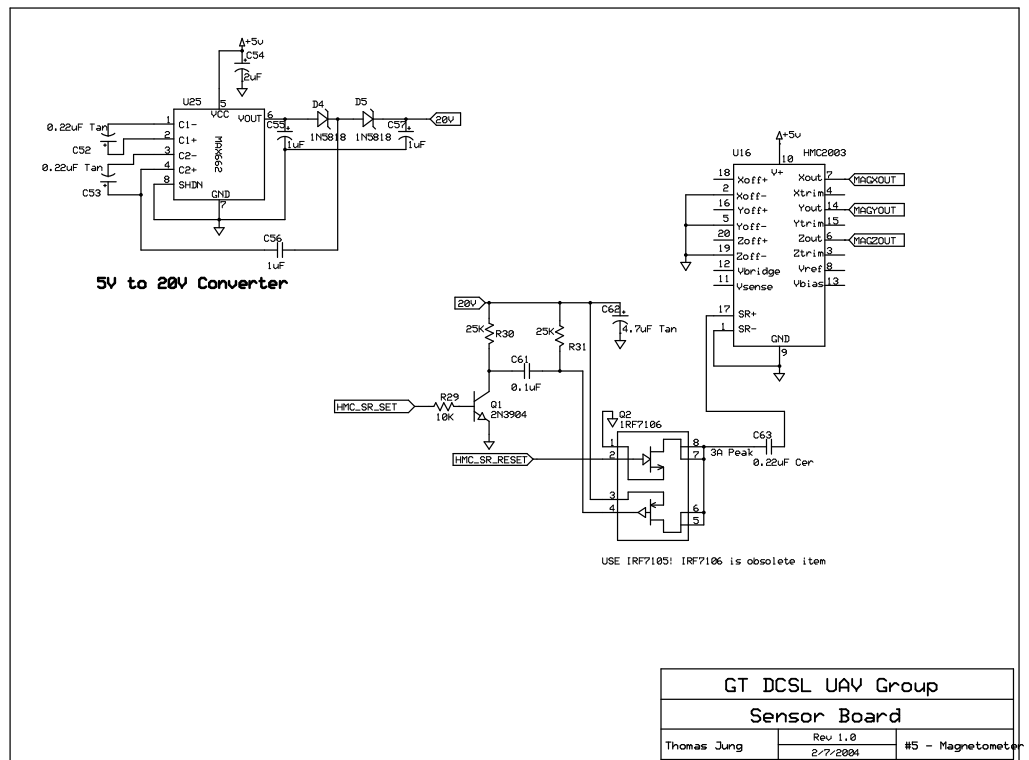 +5v
C54
2uF
U25
5
VCC
0.22uF Tan
C52
1 C1-
2 C1+
3 C2-
4 C2+
8 SHDN
MAX662
VOUT 6
GND
7
0.22uF Tan
C53
C55
1uF
D4
1N5818
D5
1N5818
C57
1uF
20V
C56
1uF
5V to 20V Converter
+5v
U16 HMC2003
10
V+
18 Xoff+
2 Xoff-
16 Yoff+
5 Yoff-
20 Zoff+
19 Zoff-
12 Vbridge
11 Vsense
17 SR+
1 SR-
Xout 7
Xtrim 4
Yout 14
Ytrim 15
Zout 6
Ztrim 3
Vref 8
Vbias 13
GND
9
MAGXOUT
MAGYOUT
MAGZOUT
20V
25K R30
25K
R31
C62
4.7uF Tan
C61
0.1uF
HMC_SR_SET
R29
10K
Q1
2N3904
HMC_SR_RESET
Q2
IRF7106
1
2
3
4
8
7
6
5
3A Peak
C63
0.22uF Cer
USE IRF7105! IRF7106 is obsolete item
GT DCSL UAV Group
Sensor Board
Thomas Jung
Rev 1.0
2/7/2004
#5 - Magnetometer